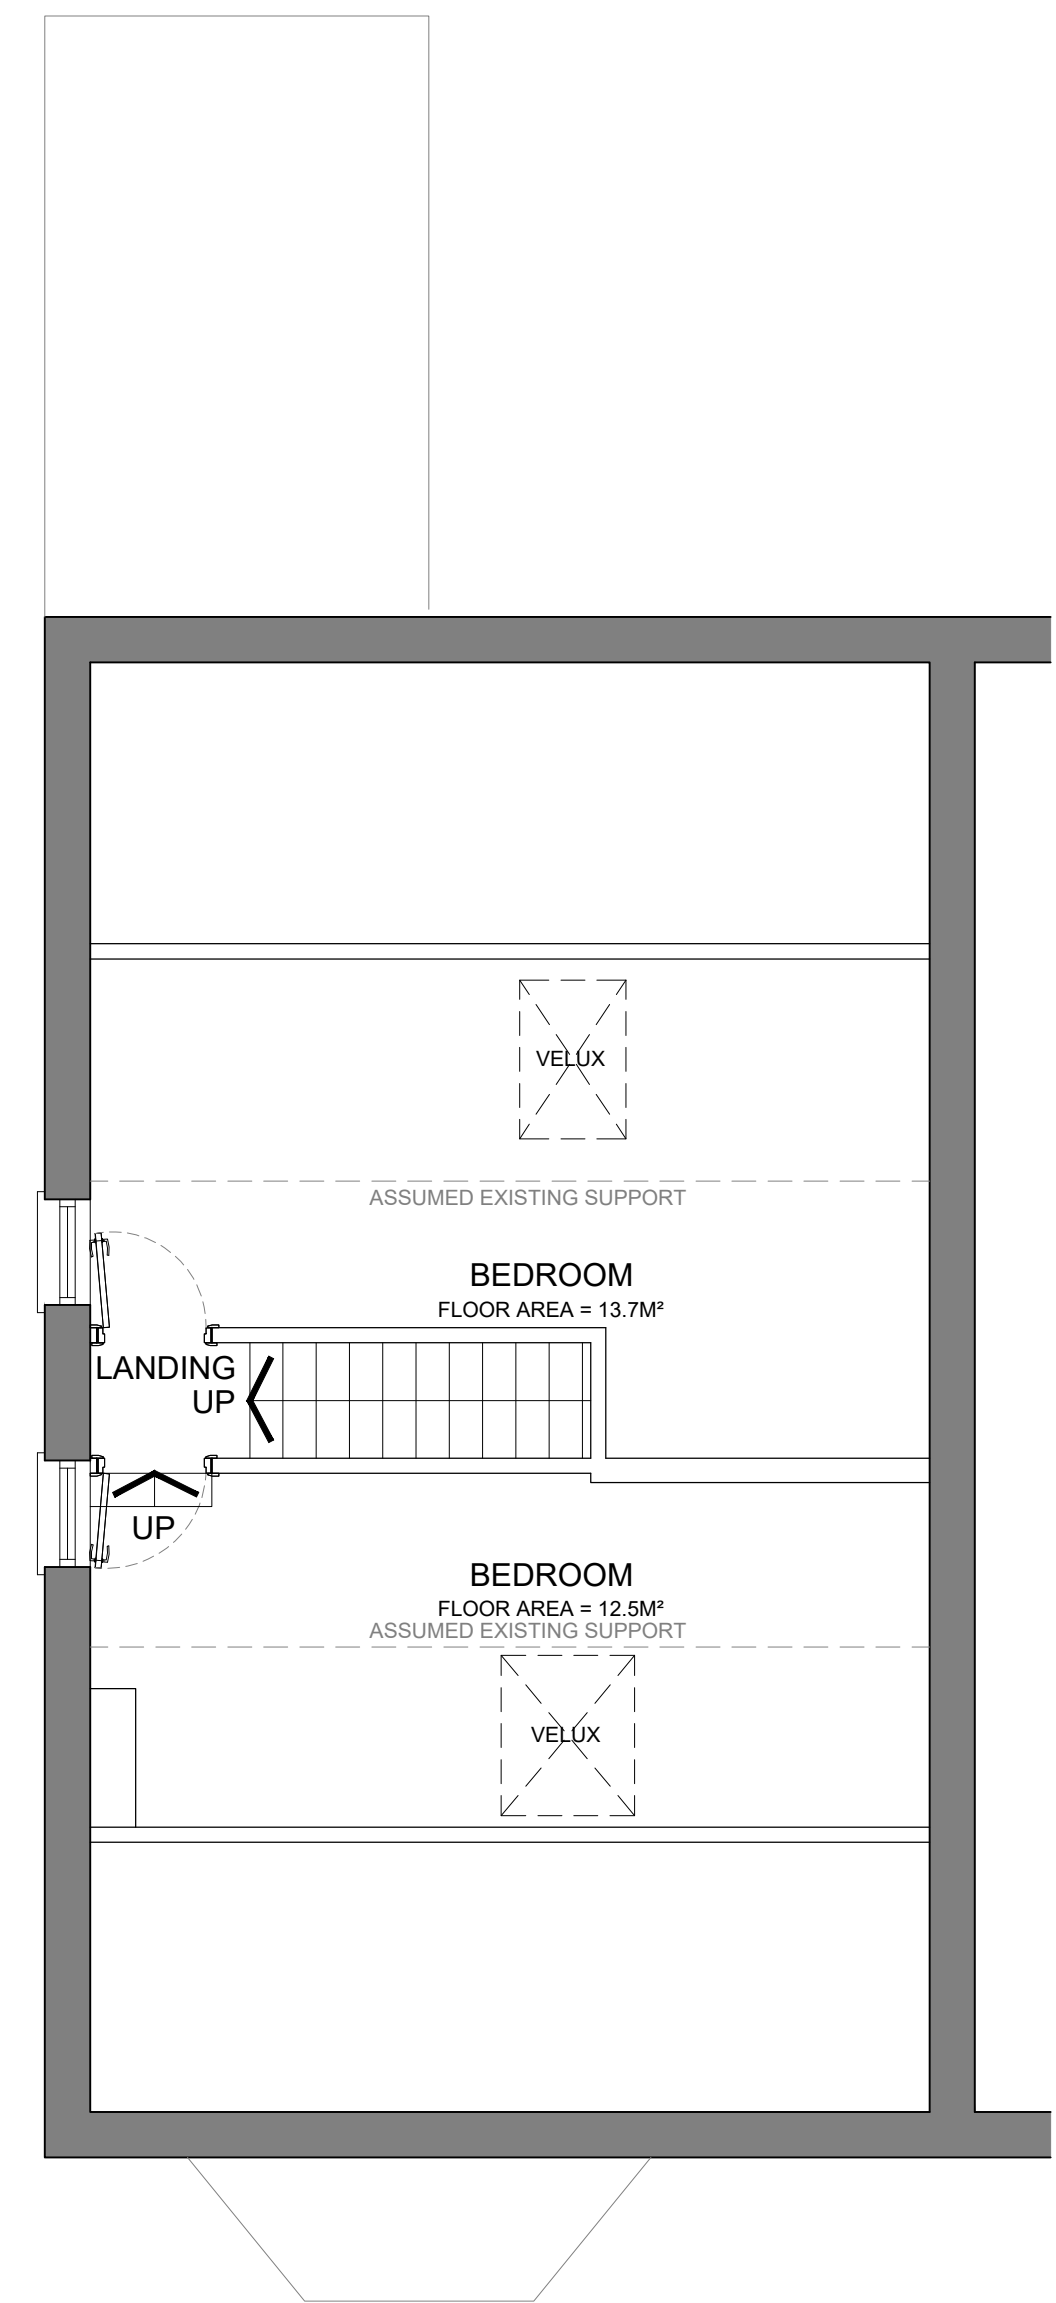 VELUX
ASSUMED EXISTING SUPPORT
BEDROOM
FLOOR AREA = 13.7M²
LANDING
UP
UP
BEDROOM
FLOOR AREA = 12.5M²
ASSUMED EXISTING SUPPORT
VELUX